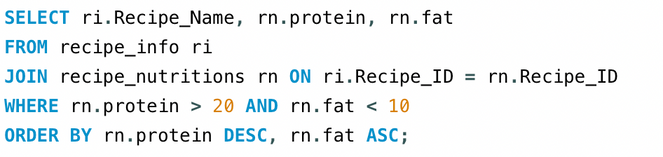 SELECT ri.Recipe_Name, rn.protein, rn.fat
FROM recipe_info ri
JOIN recipe_nutritions rn ON ri.Recipe_ID = rn.Recipe_ID
WHERE rn.protein > 20 AND rn.fat < 10
ORDER BY rn.protein DESC, rn.fat ASC;